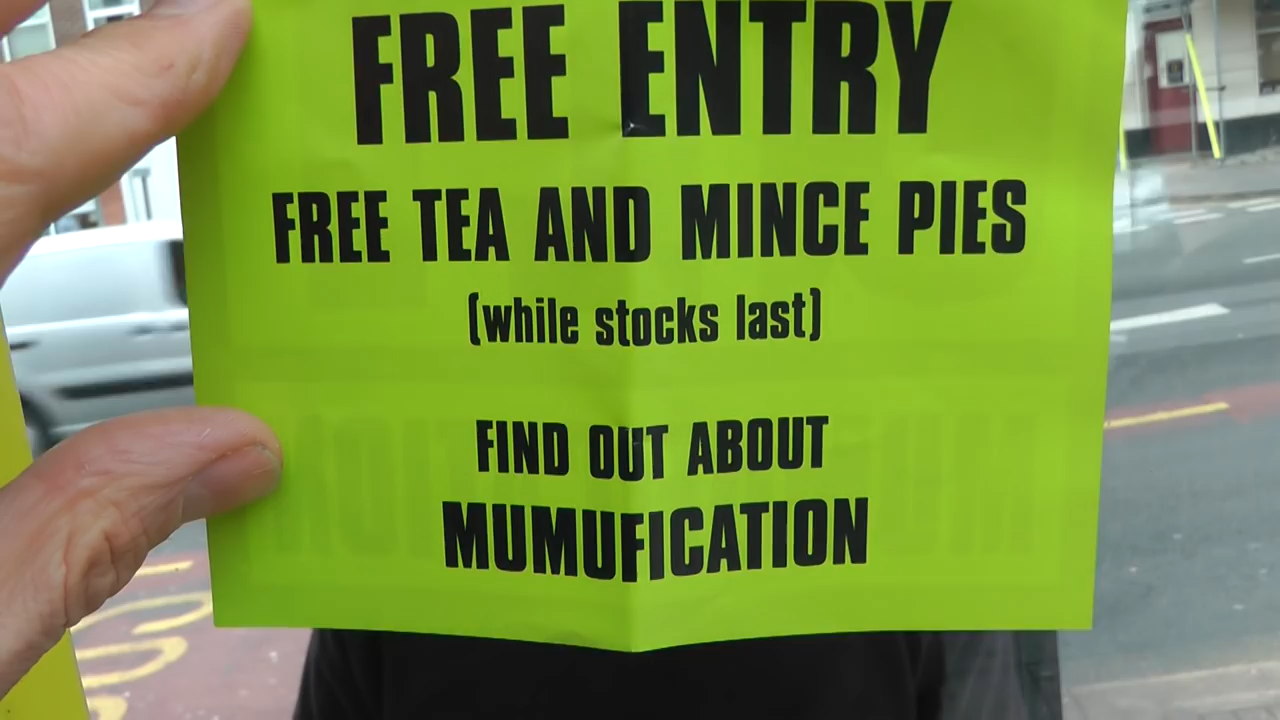 FREE ENTRY
FREE TEA AND MINCE PIES
(while stocks last)
FIND OUT ABOUT
MUMUFICATION